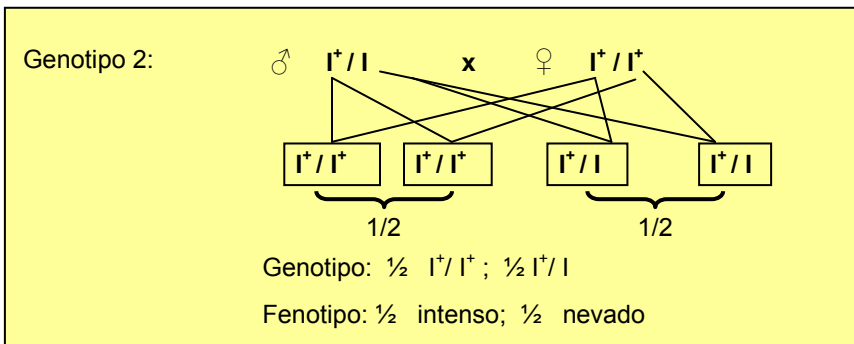 Genotipo 2: ♂ I⁺ / I x ♀ I⁺ / I⁺
I⁺ / I⁺ I⁺ / I⁺ I⁺ / I I⁺ / I
1/2 1/2
Genotipo: ½ I⁺/ I⁺ ; ½ I⁺/ I
Fenotipo: ½ intenso; ½ nevado